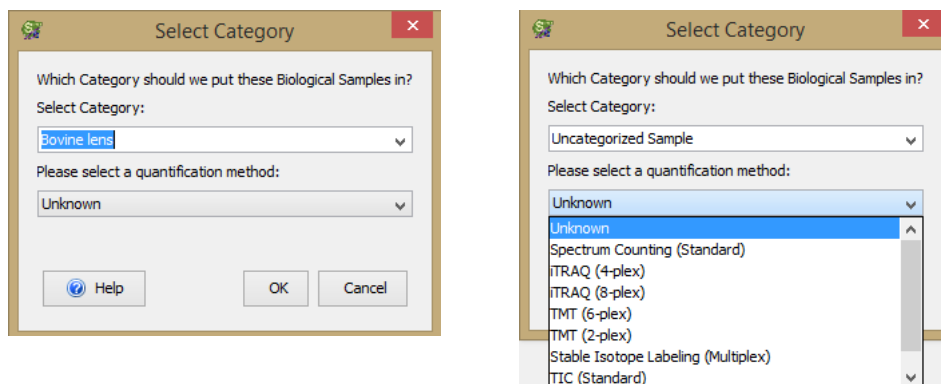 Select Category
Which Category should we put these Biological Samples in?
Select Category:
Bovine lens
Please select a quantification method:
Unknown
Help
OK
Cancel
Select Category
Which Category should we put these Biological Samples in?
Select Category:
Uncategorized Sample
Please select a quantification method:
Unknown
Unknown
Spectrum Counting (Standard)
iTRAQ (4-plex)
iTRAQ (8-plex)
TMT (6-plex)
TMT (2-plex)
Stable Isotope Labeling (Multiplex)
TIC (Standard)